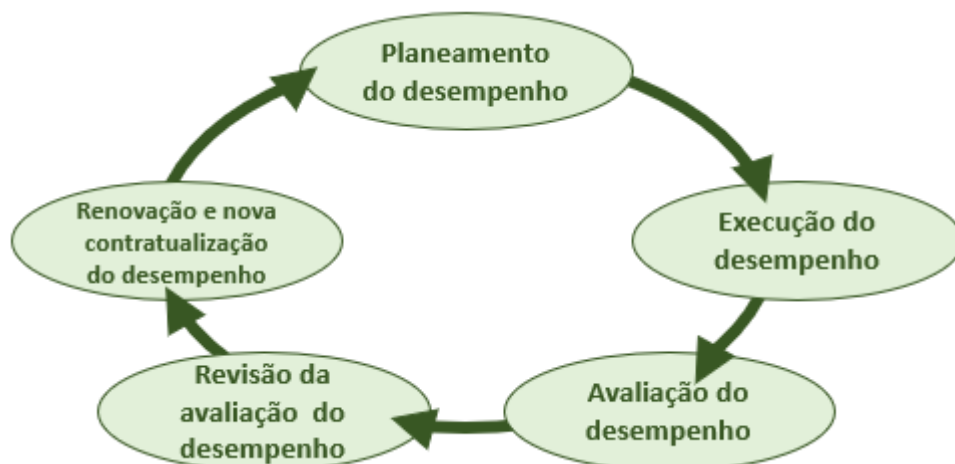 Planeamento
do desempenho
Execução do
desempenho
Avaliação do
desempenho
Revisão da
avaliação do
desempenho
Renovação e nova
contratualização
do desempenho